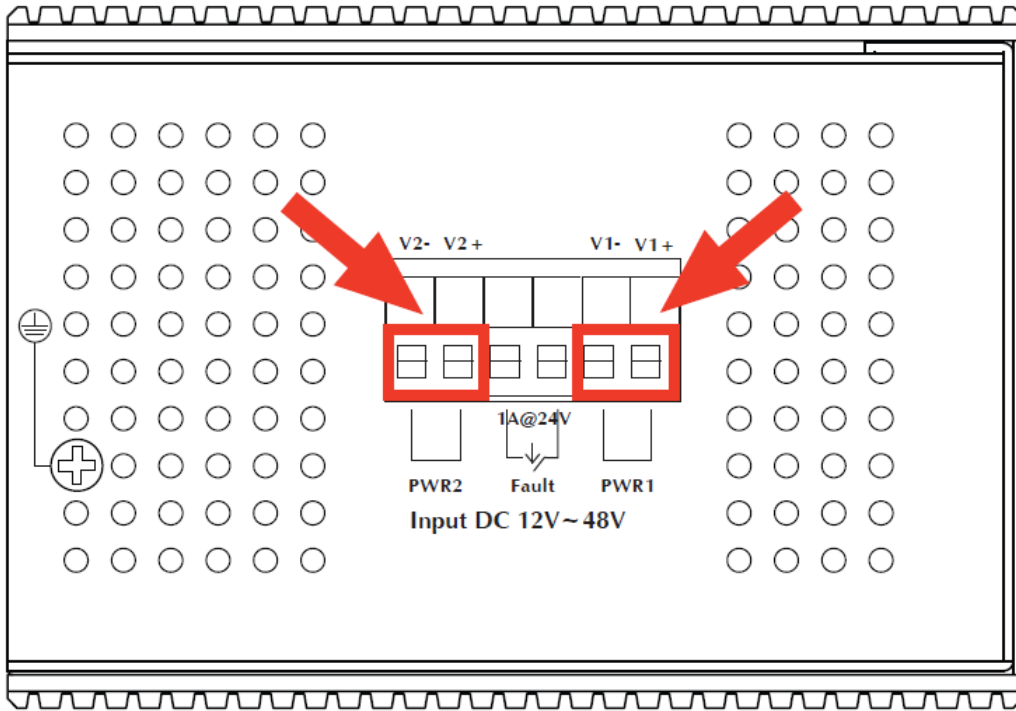 V2- V2+ V1- V1+
1A@24V
PWR2 Fault PWR1
Input DC 12V~48V